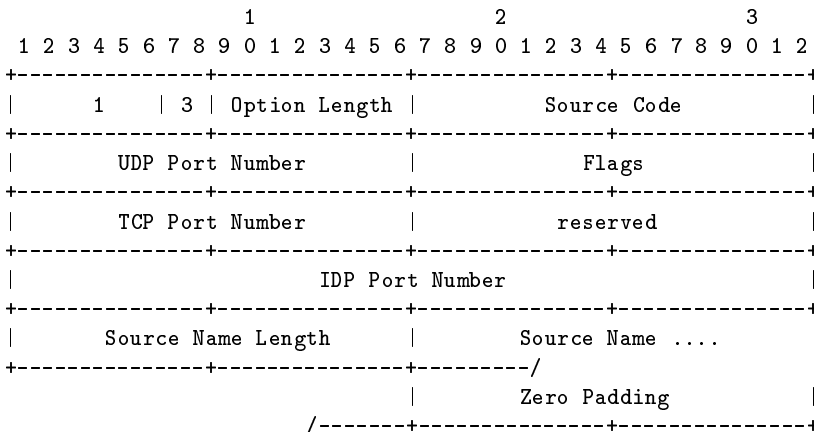 1 2 3
1 2 3 4 5 6 7 8 9 0 1 2 3 4 5 6 7 8 9 0 1 2 3 4 5 6 7 8 9 0 1 2
+---------------+---------------+---------------+---------------+
| 1 | 3 | Option Length | Source Code |
+---------------+---------------+---------------+---------------+
| UDP Port Number | Flags |
+---------------+---------------+---------------+---------------+
| TCP Port Number | reserved |
+---------------+---------------+---------------+---------------+
| IDP Port Number |
+---------------+---------------+---------------+---------------+
| Source Name Length | Source Name .... |
+---------------+---------------+---------/
| Zero Padding |
/-------+---------------+---------------+